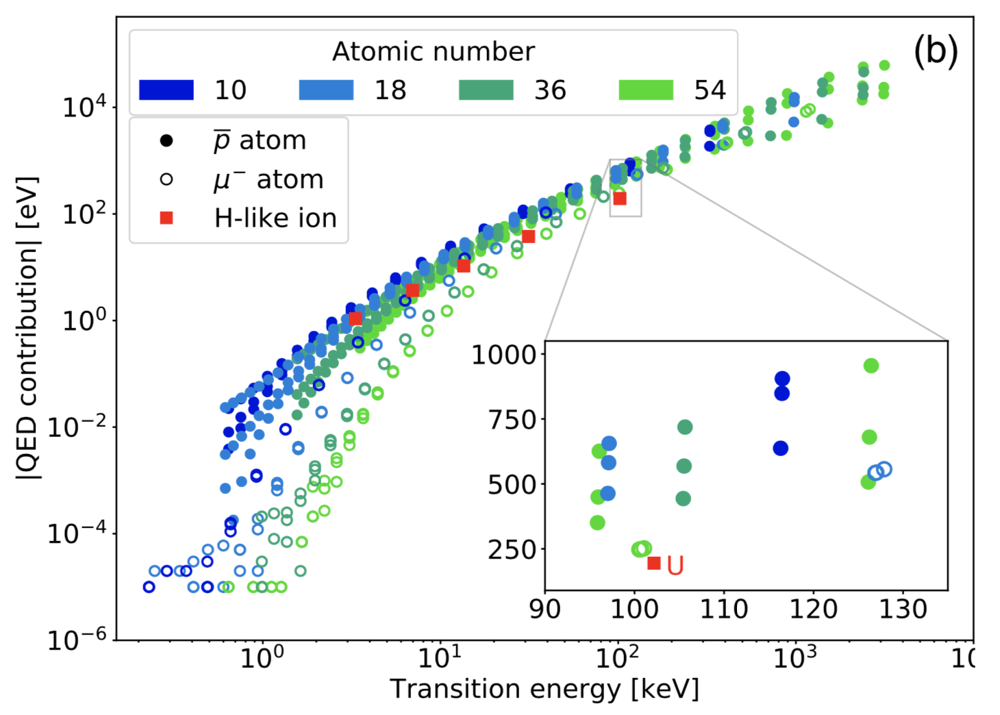 (b)
Atomic number
10 18 36 54
p̅ atom
μ⁻ atom
H-like ion
|QED contribution| [eV]
10⁴
10²
10⁰
10⁻²
10⁻⁴
10⁻⁶
1000
750
500
250
U
90 100 110 120 130
10⁰ 10¹ 10² 10³ 10
Transition energy [keV]